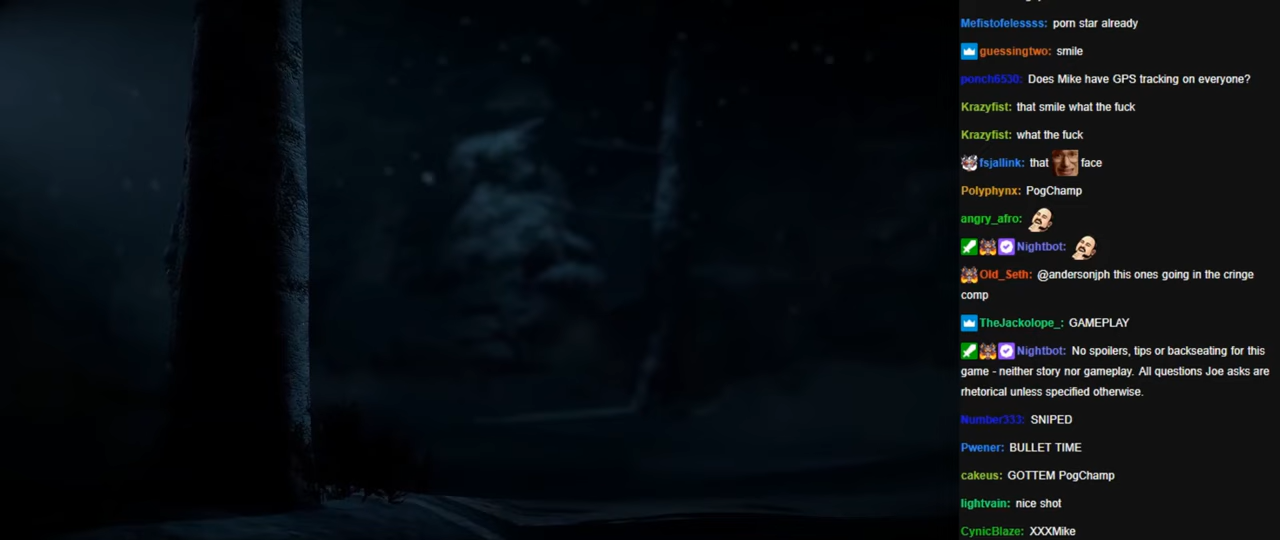 Mefistofelessss: porn star already
guessingtwo: smile
ponch6530: Does Mike have GPS tracking on everyone?
Krazyfist: that smile what the fuck
Krazyfist: what the fuck
fsjallink: that face
Polyphynx: PogChamp
angry_afro:
Nightbot:
Old_Seth: @andersonjph this ones going in the cringe
comp
TheJackolope_: GAMEPLAY
Nightbot: No spoilers, tips or backseating for this
game - neither story nor gameplay. All questions Joe asks are
rhetorical unless specified otherwise.
Number333: SNIPED
Pwener: BULLET TIME
cakeus: GOTTEM PogChamp
lightvain: nice shot
CynicBlaze: XXXMike